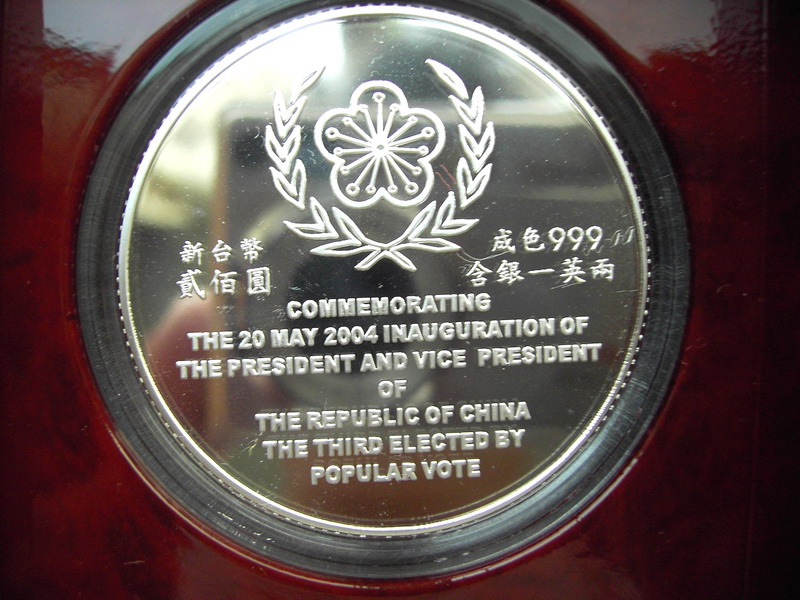 新台幣
貳佰圓
成色999
含銀一英兩
COMMEMORATING
THE 20 MAY 2004 INAUGURATION OF
THE PRESIDENT AND VICE PRESIDENT
OF
THE REPUBLIC OF CHINA
THE THIRD ELECTED BY
POPULAR VOTE